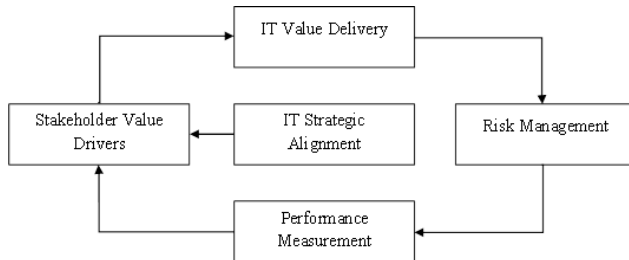 IT Value Delivery
Stakeholder Value
Drivers
IT Strategic
Alignment
Risk Management
Performance
Measurement